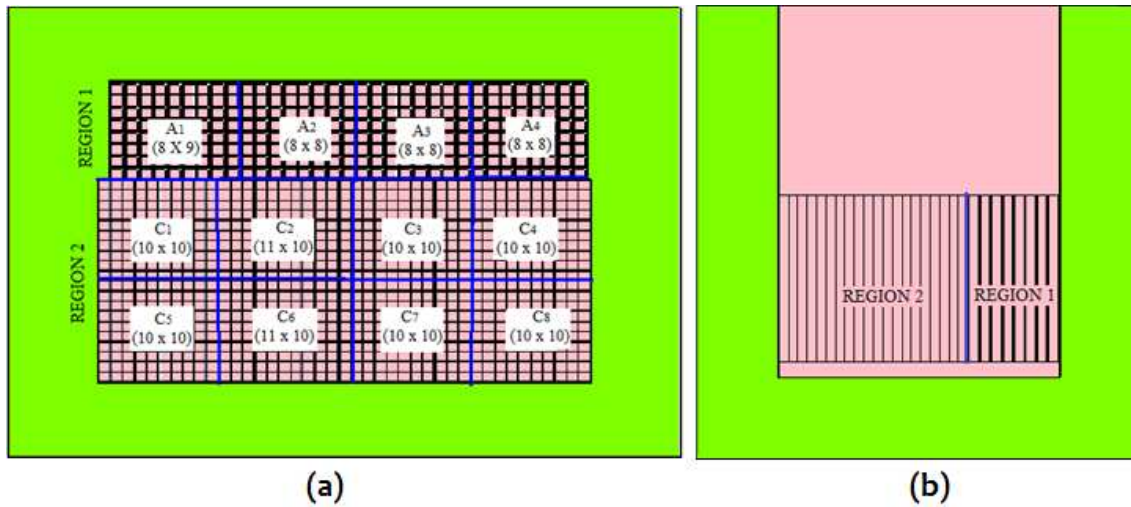 REGION 1
A1
(8 X 9)
A2
(8 x 8)
A3
(8 x 8)
A4
(8 x 8)
REGION 2
C1
(10 x 10)
C2
(11 x 10)
C3
(10 x 10)
C4
(10 x 10)
C5
(10 x 10)
C6
(11 x 10)
C7
(10 x 10)
C8
(10 x 10)
(a)
REGION 2
REGION 1
(b)